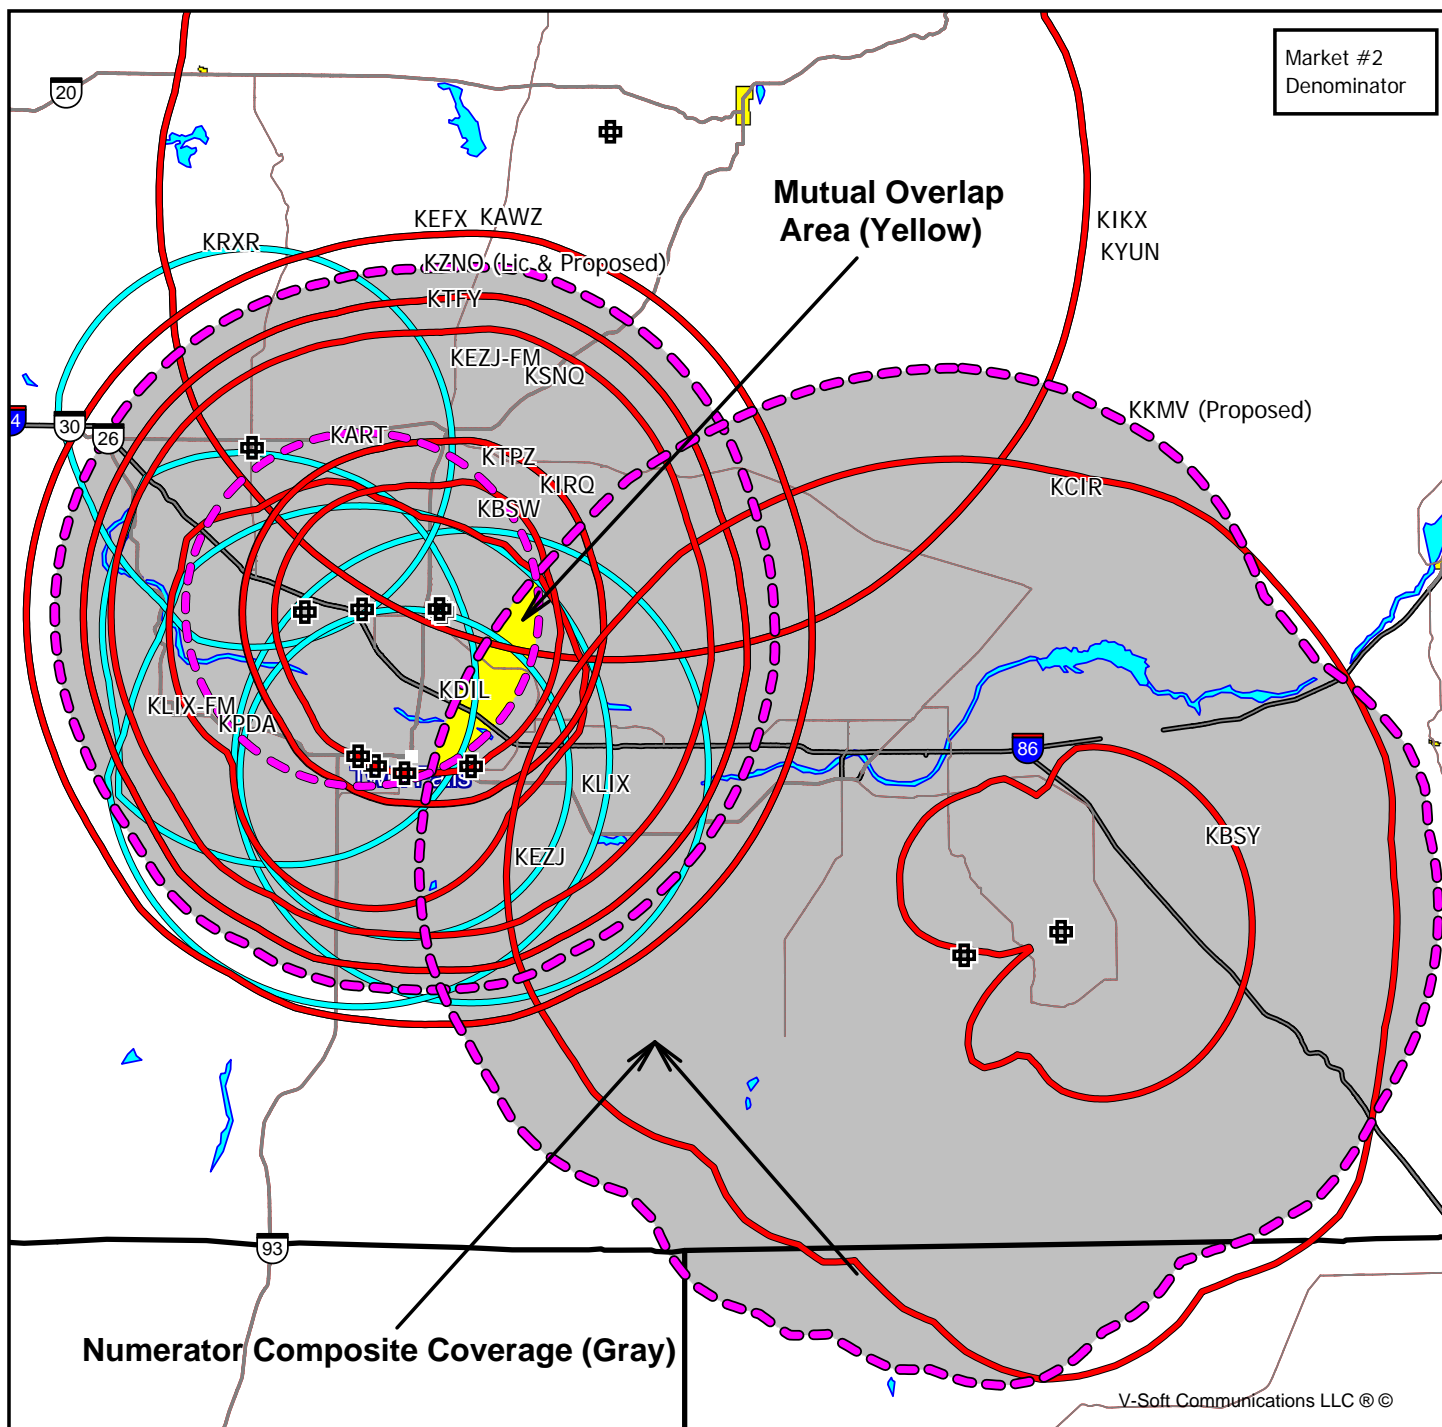 Market #2
Denominator
20
Mutual Overlap
Area (Yellow)
KEFX KAWZ
KRXR
KIKX
KYUN
KZNO (Lic & Proposed)
KTFY
KEZJ-FM
KSNQ
KKMV (Proposed)
4
30
26
KART
KTPZ
KIRQ
KCIR
KBSW
KDIL
KLIX-FM
KPDA
86
KLIX
KBSY
KEZJ
93
Numerator Composite Coverage (Gray)
V-Soft Communications LLC ® ©